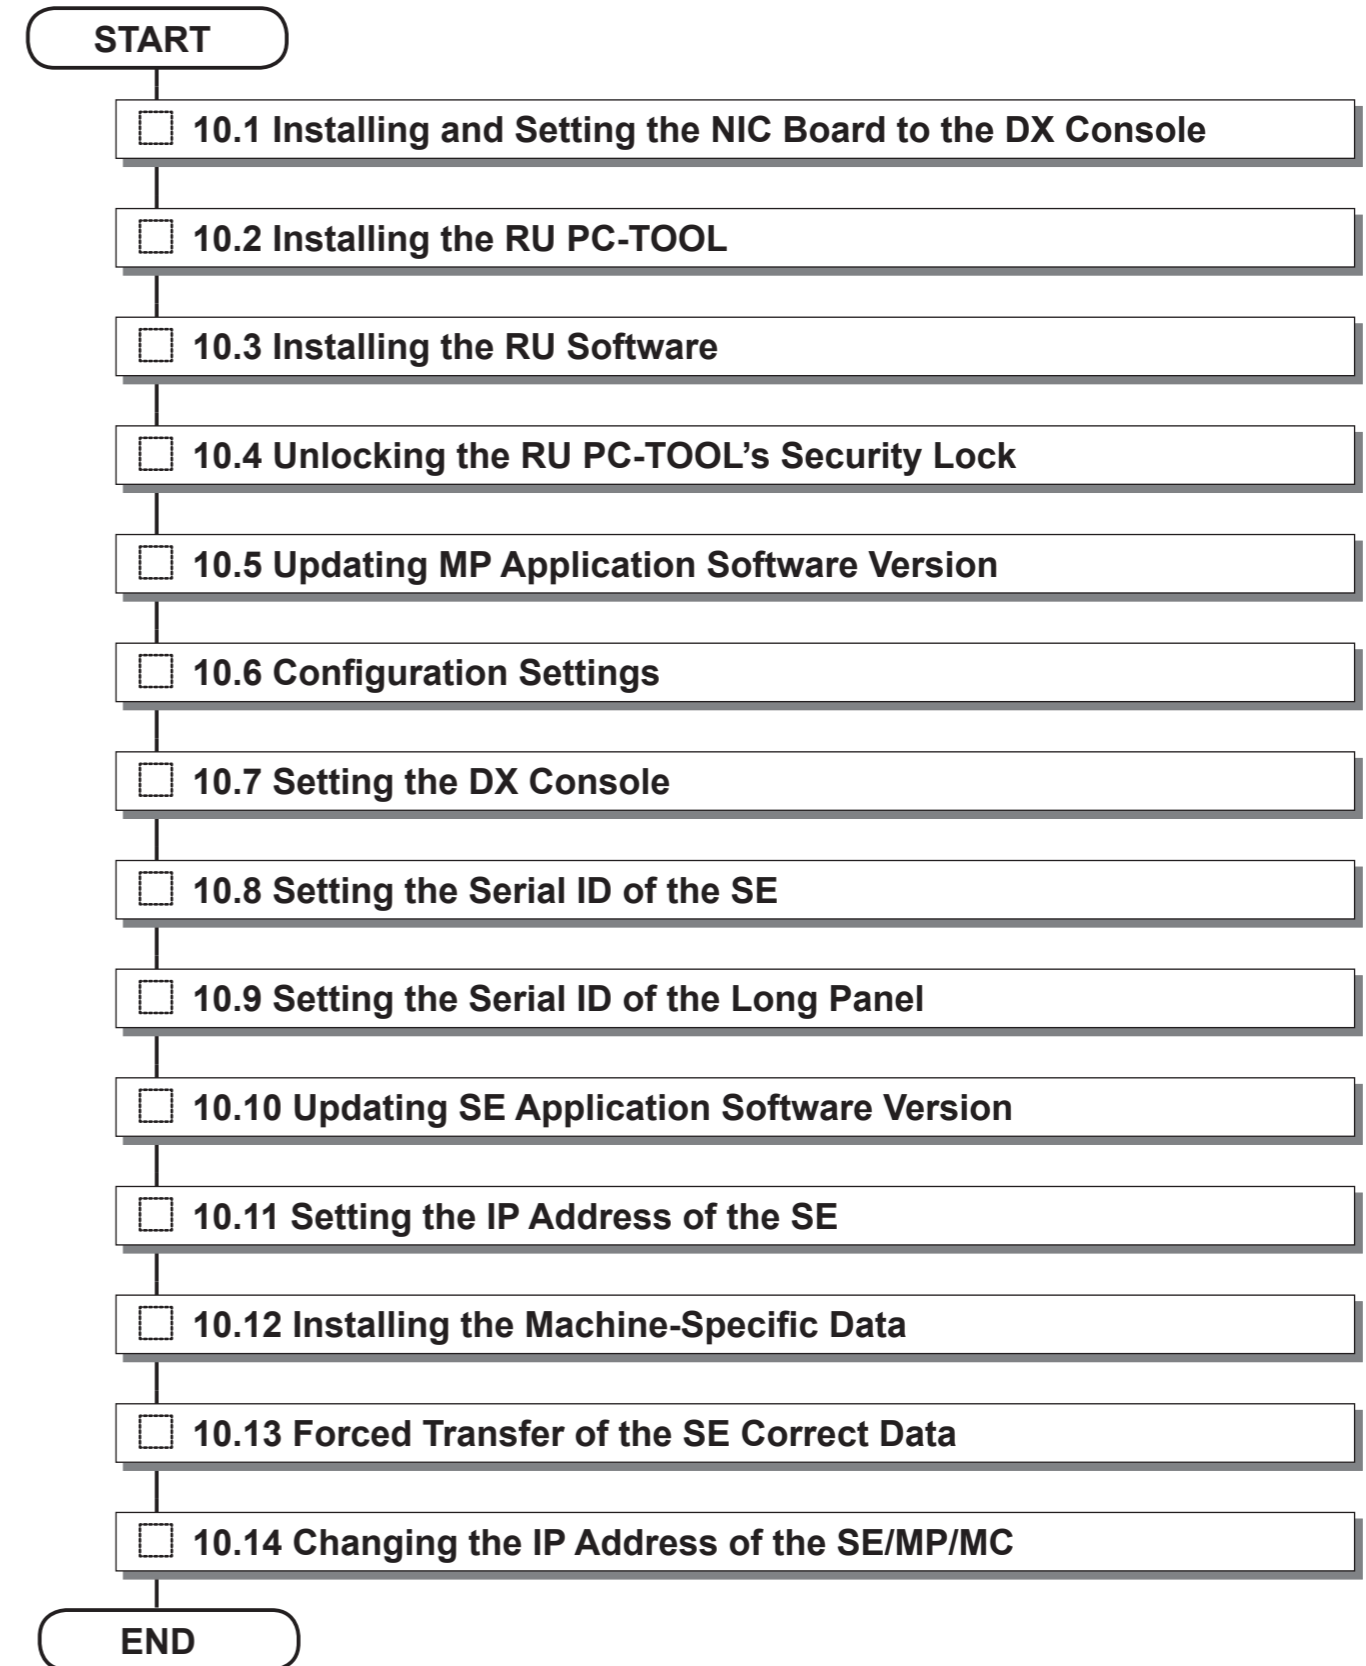 START
10.1 Installing and Setting the NIC Board to the DX Console
10.2 Installing the RU PC-TOOL
10.3 Installing the RU Software
10.4 Unlocking the RU PC-TOOL’s Security Lock
10.5 Updating MP Application Software Version
10.6 Configuration Settings
10.7 Setting the DX Console
10.8 Setting the Serial ID of the SE
10.9 Setting the Serial ID of the Long Panel
10.10 Updating SE Application Software Version
10.11 Setting the IP Address of the SE
10.12 Installing the Machine-Specific Data
10.13 Forced Transfer of the SE Correct Data
10.14 Changing the IP Address of the SE/MP/MC
END